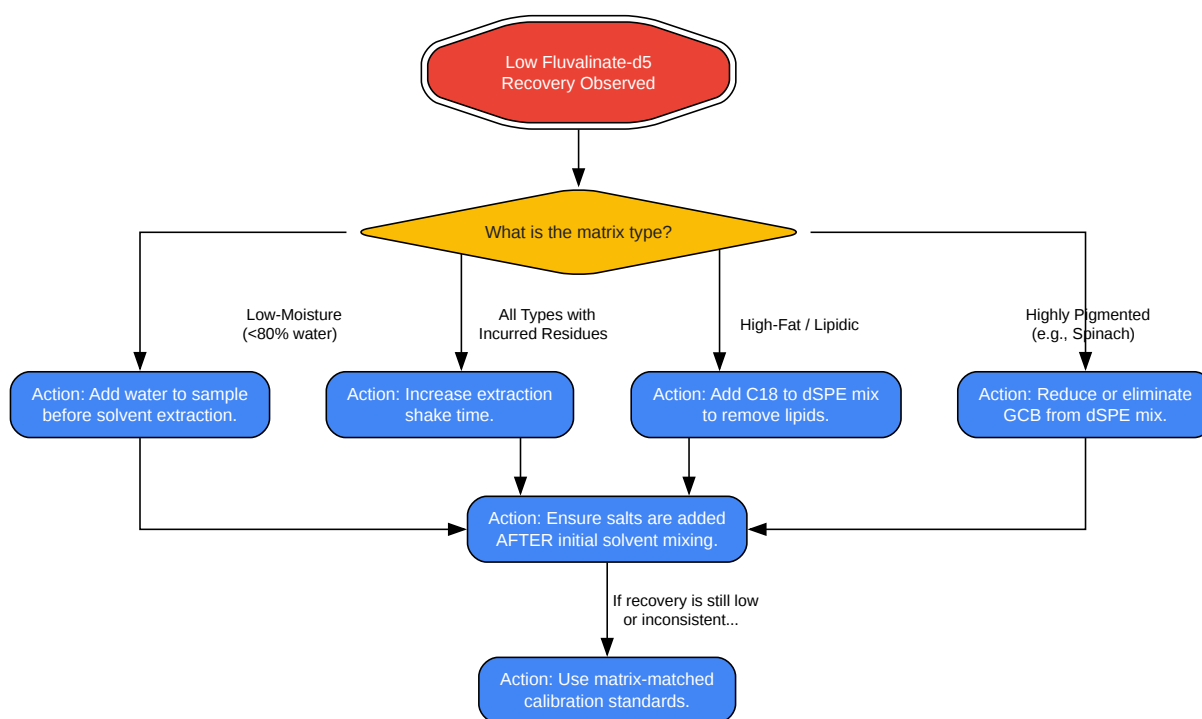 Low Fluvalinate-d5
Recovery Observed
What is the matrix type?
Low-Moisture
(<80% water)
All Types with
Incurred Residues
High-Fat / Lipidic
Highly Pigmented
(e.g., Spinach)
Action: Add water to sample
before solvent extraction.
Action: Increase extraction
shake time.
Action: Add C18 to dSPE mix
to remove lipids.
Action: Reduce or eliminate
GCB from dSPE mix.
Action: Ensure salts are added
AFTER initial solvent mixing.
If recovery is still low
or inconsistent...
Action: Use matrix-matched
calibration standards.